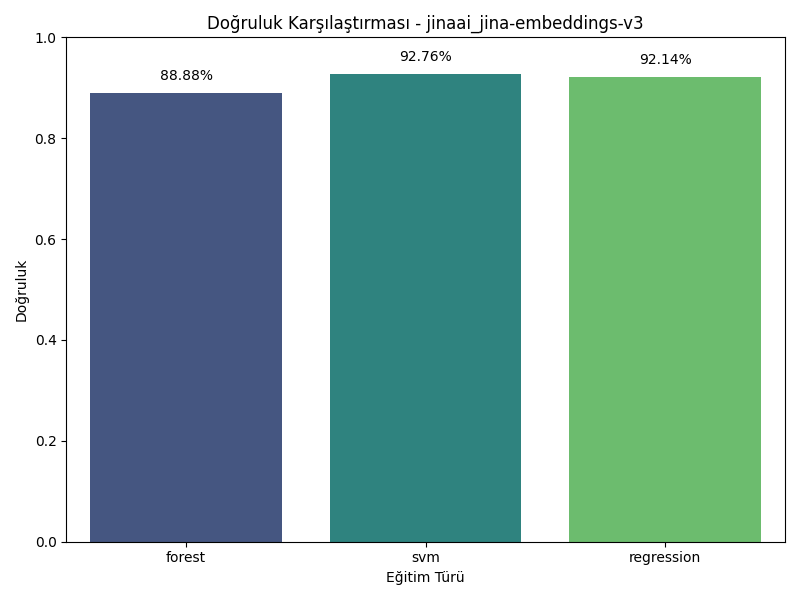 Doğruluk Karşılaştırması - jinaai_jina-embeddings-v3
1.0
0.8
0.6
0.4
0.2
0.0
Doğruluk
88.88%
92.76%
92.14%
forest
svm
regression
Eğitim Türü